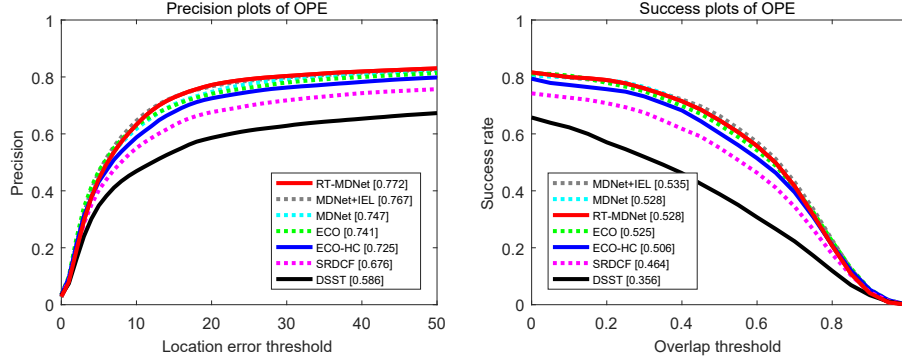 Precision plots of OPE
1
0.8
0.6
0.4
0.2
0
Precision
RT-MDNet [0.772]
MDNet+IEL [0.767]
MDNet [0.747]
ECO [0.741]
ECO-HC [0.725]
SRDCF [0.676]
DSST [0.586]
0 10 20 30 40 50
Location error threshold
Success plots of OPE
1
0.8
0.6
0.4
0.2
0
Success rate
MDNet+IEL [0.535]
MDNet [0.528]
RT-MDNet [0.528]
ECO [0.525]
ECO-HC [0.506]
SRDCF [0.464]
DSST [0.356]
0 0.2 0.4 0.6 0.8
Overlap threshold